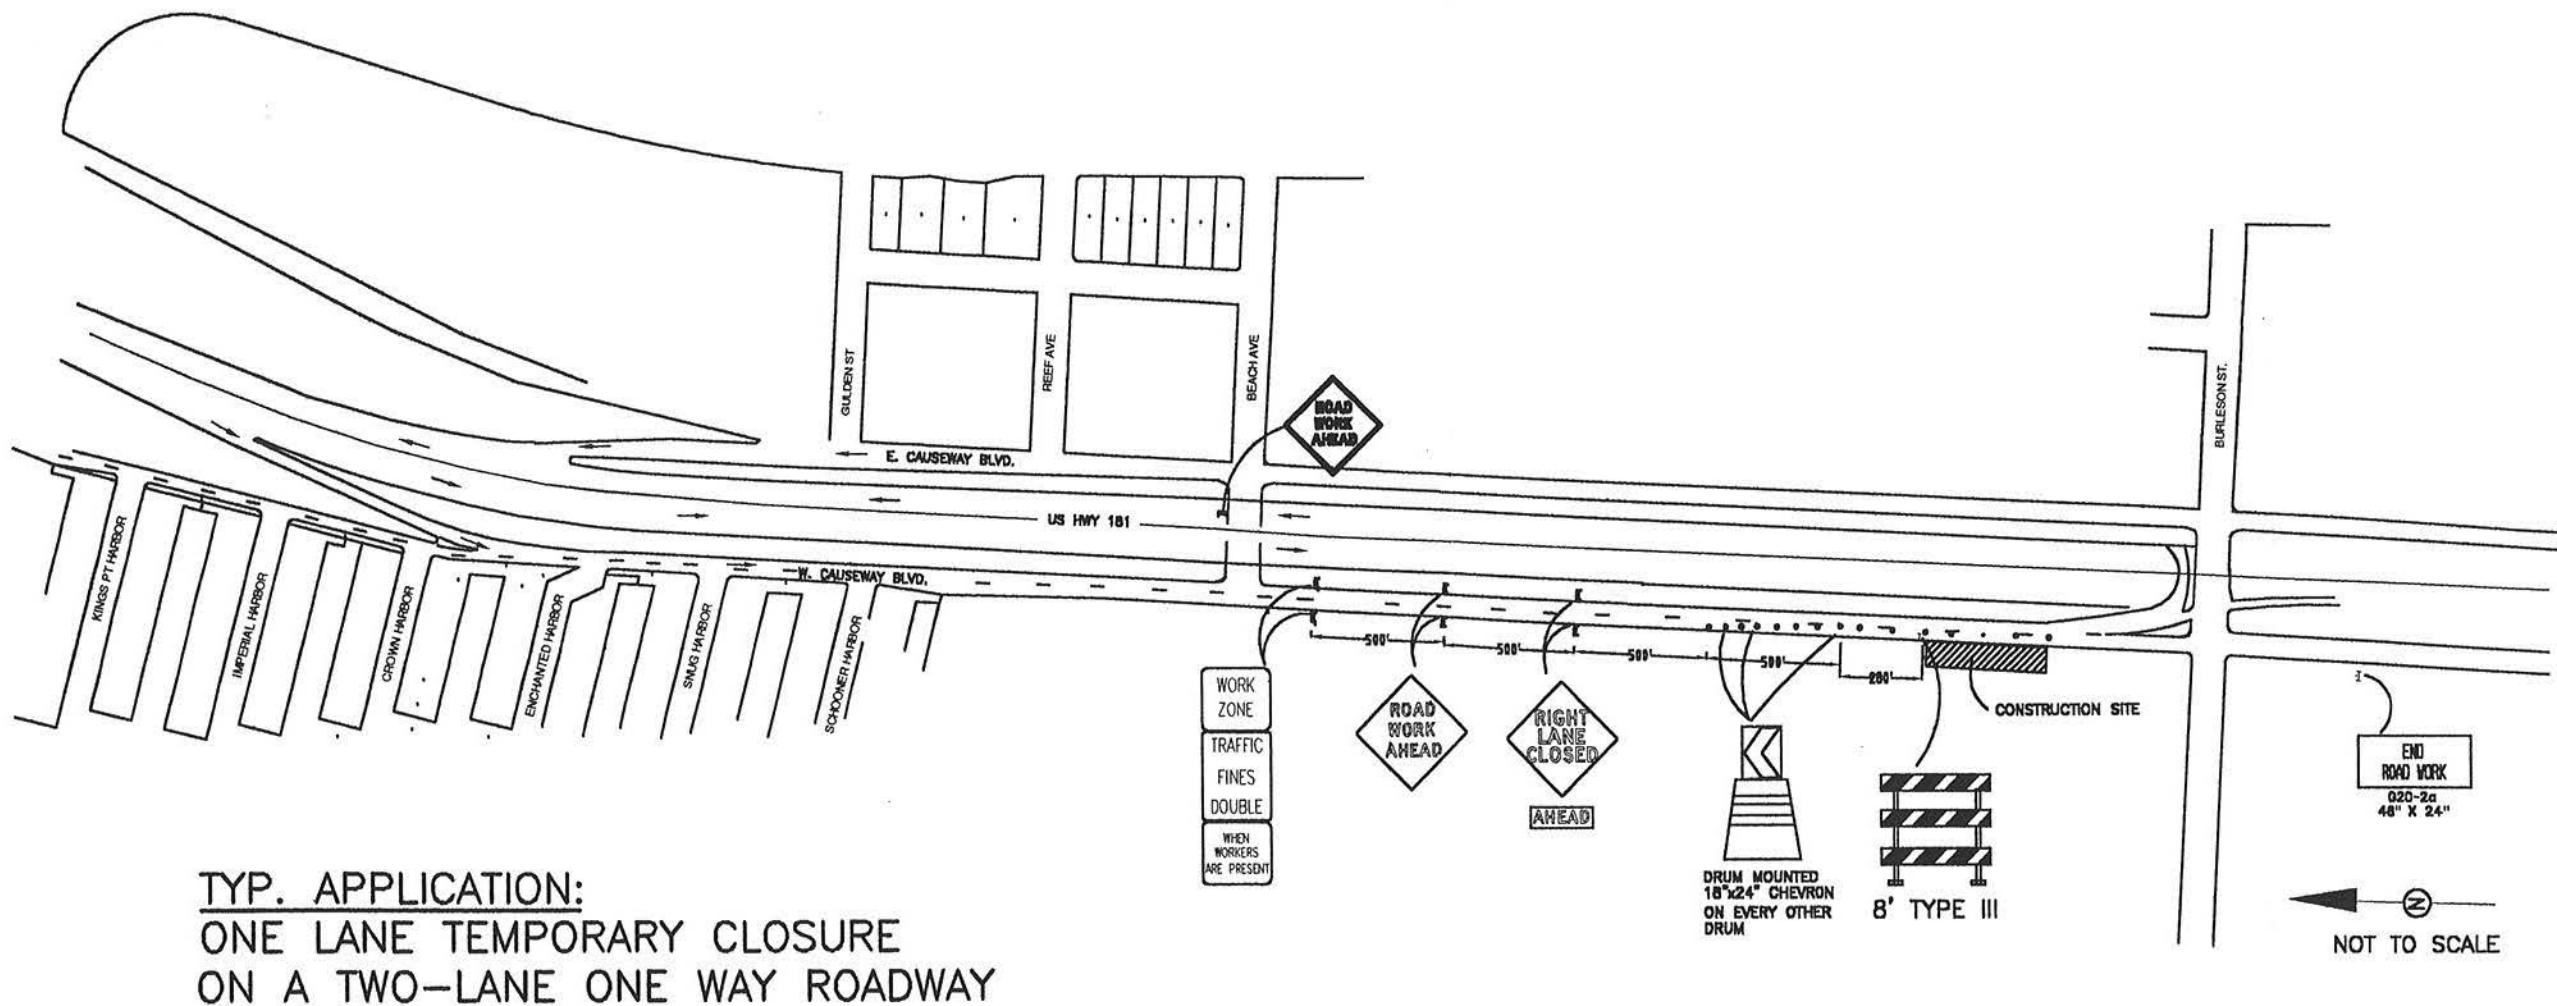 GULDEN ST
REEF AVE
BEACH AVE
BURLESON ST.
ROAD
WORK
AHEAD
E. CAUSEWAY BLVD.
US HWY 181
W. CAUSEWAY BLVD.
KINGS PT HARBOR
IMPERIAL HARBOR
CROWN HARBOR
ENCHANTED HARBOR
SNUG HARBOR
SCHOONER HARBOR
500'
500'
500'
500'
280'
CONSTRUCTION SITE
WORK
ZONE
TRAFFIC
FINES
DOUBLE
WHEN
WORKERS
ARE PRESENT
ROAD
WORK
AHEAD
RIGHT
LANE
CLOSED
AHEAD
DRUM MOUNTED
18"x24" CHEVRON
ON EVERY OTHER
DRUM
8' TYPE III
END
ROAD WORK
G20-2a
48" X 24"
N
NOT TO SCALE
TYP. APPLICATION:
ONE LANE TEMPORARY CLOSURE
ON A TWO-LANE ONE WAY ROADWAY